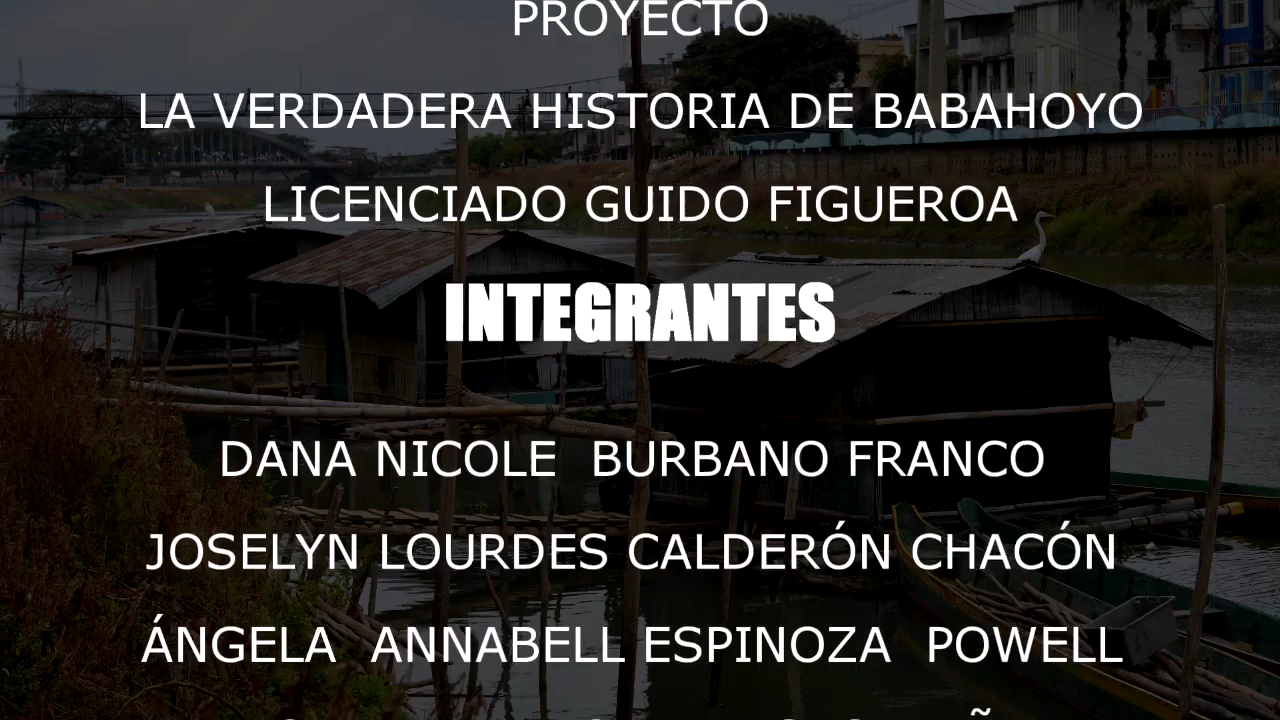 PROYECTO
LA VERDADERA HISTORIA DE BABAHOYO
LICENCIADO GUIDO FIGUEROA
INTEGRANTES
DANA NICOLE BURBANO FRANCO
JOSELYN LOURDES CALDERÓN CHACÓN
ÁNGELA ANNABELL ESPINOZA POWELL